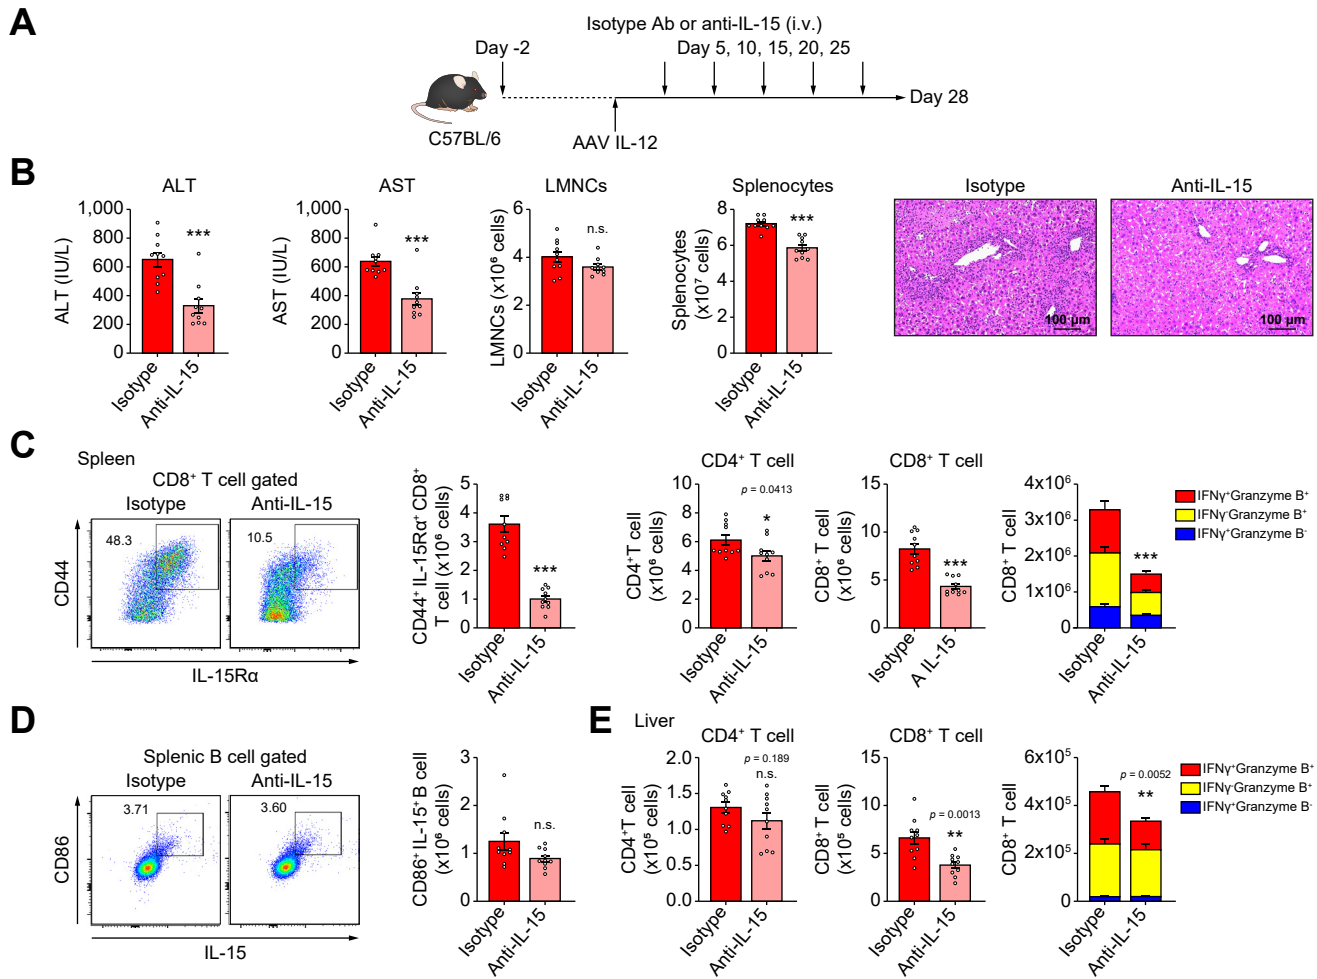 A
Isotype Ab or anti-IL-15 (i.v.)
Day -2
Day 5, 10, 15, 20, 25
Day 28
C57BL/6
AAV IL-12
B
ALT
ALT (IU/L)
1,000
800
600
400
200
0
Isotype
Anti-IL-15
***
AST
AST (IU/L)
1,000
800
600
400
200
0
Isotype
Anti-IL-15
***
LMNCs
LMNCs (x10⁶ cells)
6
4
2
0
Isotype
Anti-IL-15
n.s.
Splenocytes
Splenocytes
(x10⁷ cells)
8
6
4
2
0
Isotype
Anti-IL-15
***
Isotype
100 µm
Anti-IL-15
100 µm
C
Spleen
CD8⁺ T cell gated
Isotype
Anti-IL-15
48.3
10.5
CD44
IL-15Rα
CD44⁺ IL-15Rα⁺ CD8⁺
T cell (x10⁶ cells)
5
4
3
2
1
0
Isotype
Anti-IL-15
***
CD4⁺ T cell
CD4⁺T cell
(x10⁶ cells)
p = 0.0413
*
10
8
6
4
2
0
Isotype
Anti-IL-15
CD8⁺ T cell
CD8⁺ T cell
(x10⁶ cells)
15
10
5
0
***
Isotype
A IL-15
CD8⁺ T cell
4x10⁶
3x10⁶
2x10⁶
1x10⁶
0
***
Isotype
Anti-IL-15
IFNγ⁺Granzyme B⁺
IFNγ⁻Granzyme B⁺
IFNγ⁺Granzyme B⁻
D
Splenic B cell gated
Isotype
Anti-IL-15
3.71
3.60
CD86
IL-15
CD86⁺ IL-15⁺ B cell
(x10⁶ cells)
3
2
1
0
n.s.
Isotype
Anti-IL-15
E
Liver
CD4⁺ T cell
CD4⁺T cell
(x10⁵ cells)
p = 0.189
n.s.
2.0
1.5
1.0
0.5
0.0
Isotype
Anti-IL-15
CD8⁺ T cell
CD8⁺ T cell
(x10⁵ cells)
15
10
5
0
p = 0.0013
**
Isotype
Anti-IL-15
CD8⁺ T cell
6x10⁵
4x10⁵
2x10⁵
0
p = 0.0052
**
Isotype
Anti-IL-15
IFNγ⁺Granzyme B⁺
IFNγ⁻Granzyme B⁺
IFNγ⁺Granzyme B⁻